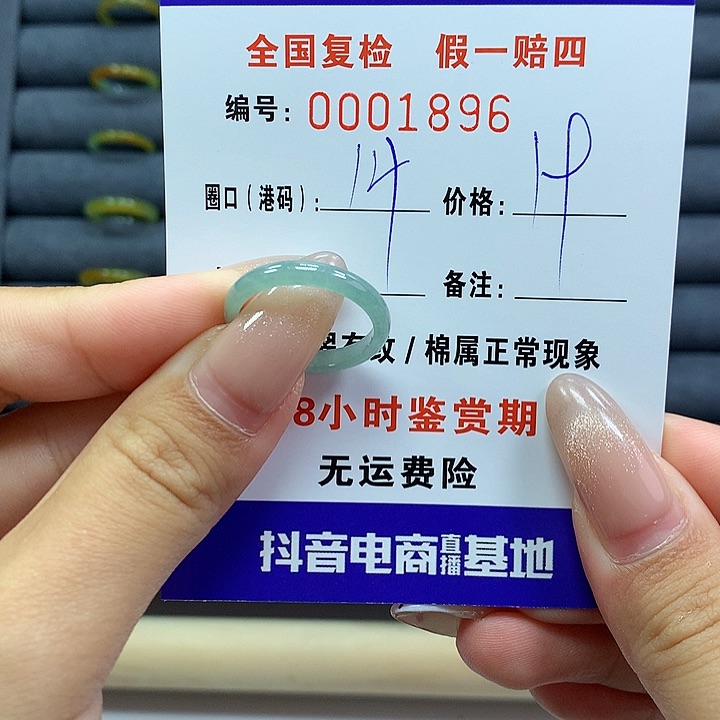 全国复检 假一赔四
编号: 0001896
圈口(港码): 14 价格:
备注:
纹/棉属正常现象
8小时鉴赏期
无运费险
抖音电商直播基地